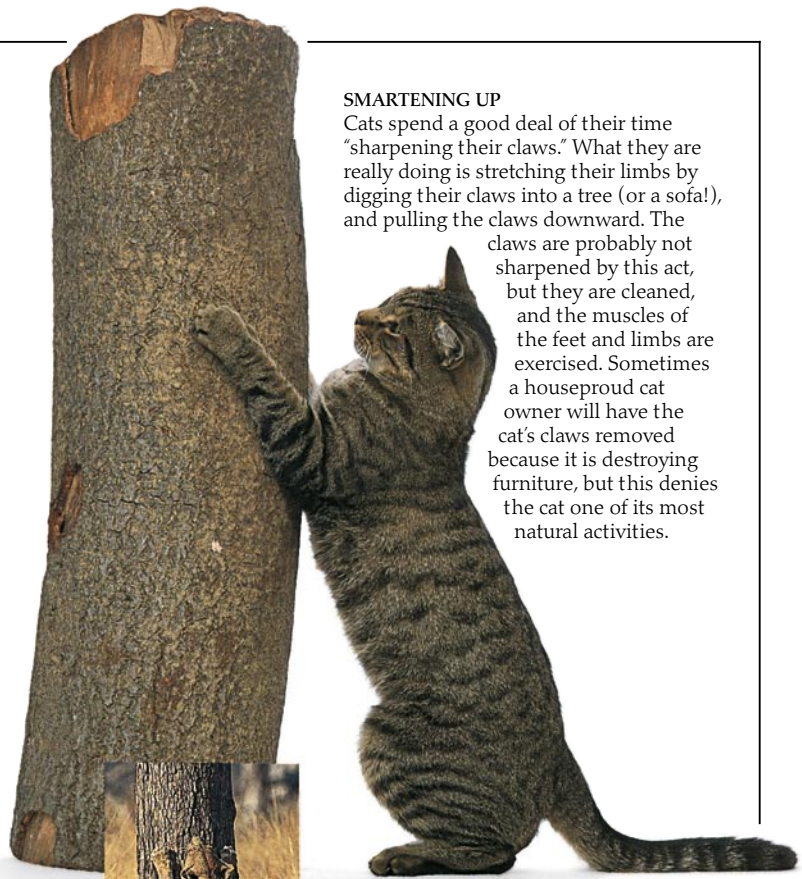 SMARTENING UP
Cats spend a good deal of their time
“sharpening their claws.” What they are
really doing is stretching their limbs by
digging their claws into a tree (or a sofa!),
and pulling the claws downward. The
claws are probably not
sharpened by this act,
but they are cleaned,
and the muscles of
the feet and limbs are
exercised. Sometimes
a houseproud cat
owner will have the
cat’s claws removed
because it is destroying
furniture, but this denies
the cat one of its most
natural activities.